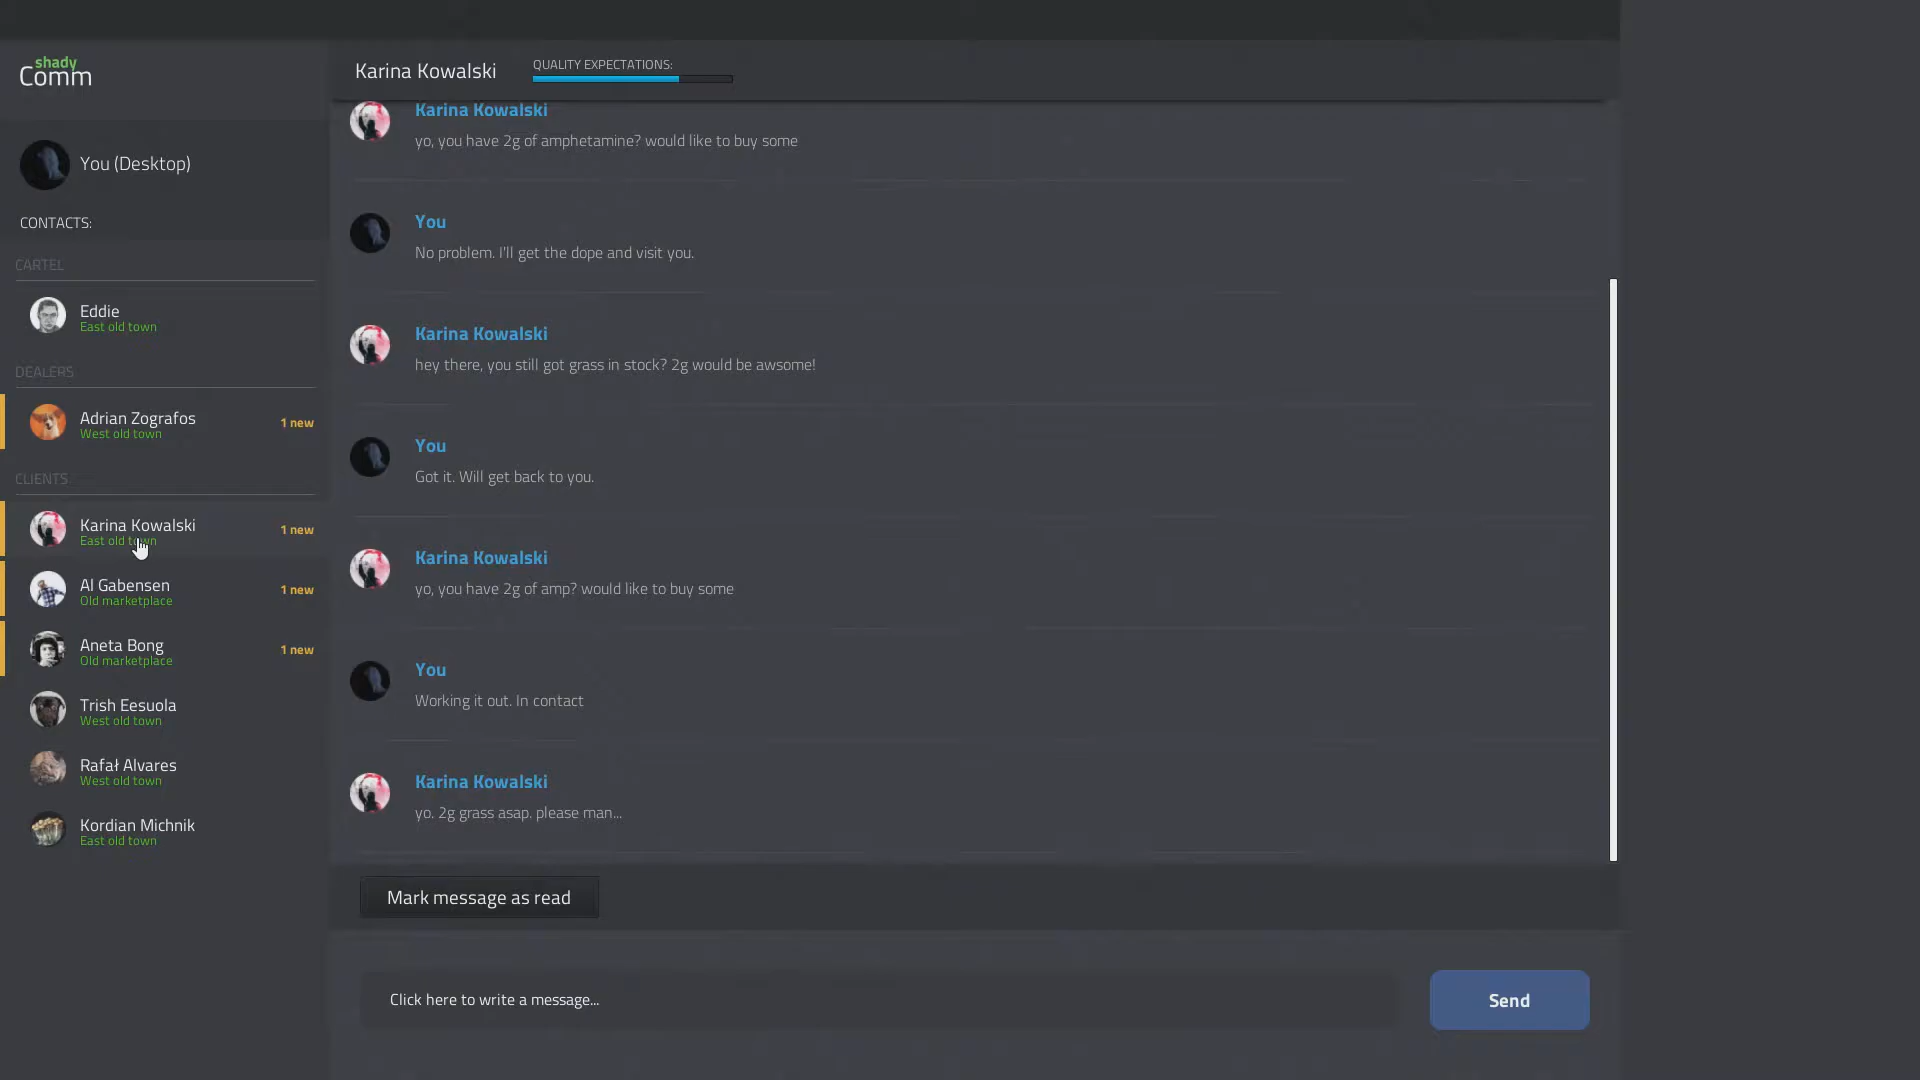 shady
Comm
You (Desktop)
CONTACTS:
CARTEL
Eddie
East old town
DEALERS
Adrian Zografos
West old town
1 new
CLIENTS
Karina Kowalski
East old town
1 new
Al Gabensen
Old marketplace
1 new
Aneta Bong
Old marketplace
1 new
Trish Eesuola
West old town
Rafał Alvares
West old town
Kordian Michnik
East old town
Karina Kowalski
QUALITY EXPECTATIONS:
Karina Kowalski
yo, you have 2g of amphetamine? would like to buy some
You
No problem. I'll get the dope and visit you.
Karina Kowalski
hey there, you still got grass in stock? 2g would be awsome!
You
Got it. Will get back to you.
Karina Kowalski
yo, you have 2g of amp? would like to buy some
You
Working it out. In contact
Karina Kowalski
yo. 2g grass asap. please man...
Mark message as read
Click here to write a message...
Send